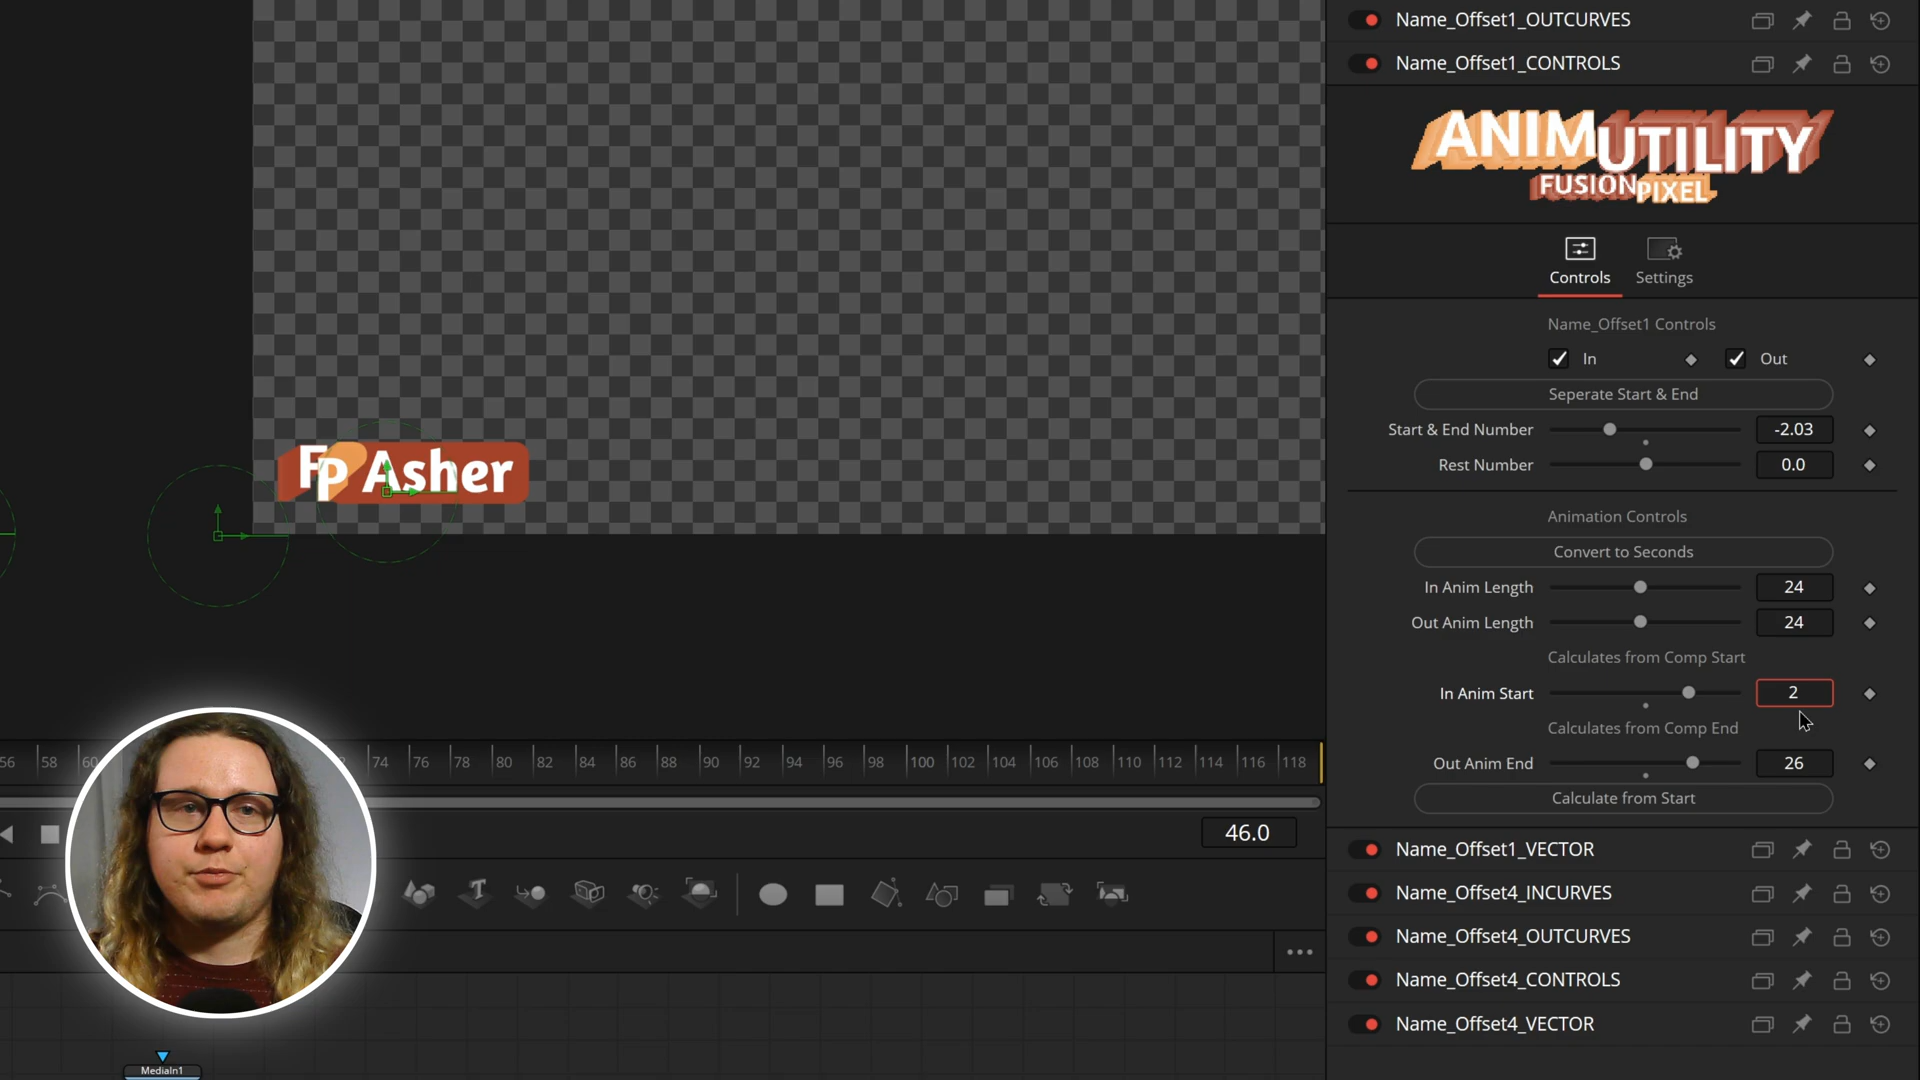 Name_Offset1_OUTCURVES
Name_Offset1_CONTROLS
ANIMUTILITY
FUSIONPIXEL
Controls
Settings
Name_Offset1 Controls
In
Out
Seperate Start & End
Start & End Number
-2.03
Rest Number
0.0
Animation Controls
Convert to Seconds
In Anim Length
24
Out Anim Length
24
Calculates from Comp Start
In Anim Start
2
Calculates from Comp End
Out Anim End
26
Calculate from Start
Name_Offset1_VECTOR
Name_Offset4_INCURVES
Name_Offset4_OUTCURVES
Name_Offset4_CONTROLS
Name_Offset4_VECTOR
Fp Asher
56 58 60 74 76 78 80 82 84 86 88 90 92 94 96 98 100 102 104 106 108 110 112 114 116 118
46.0
T
MediaIn1